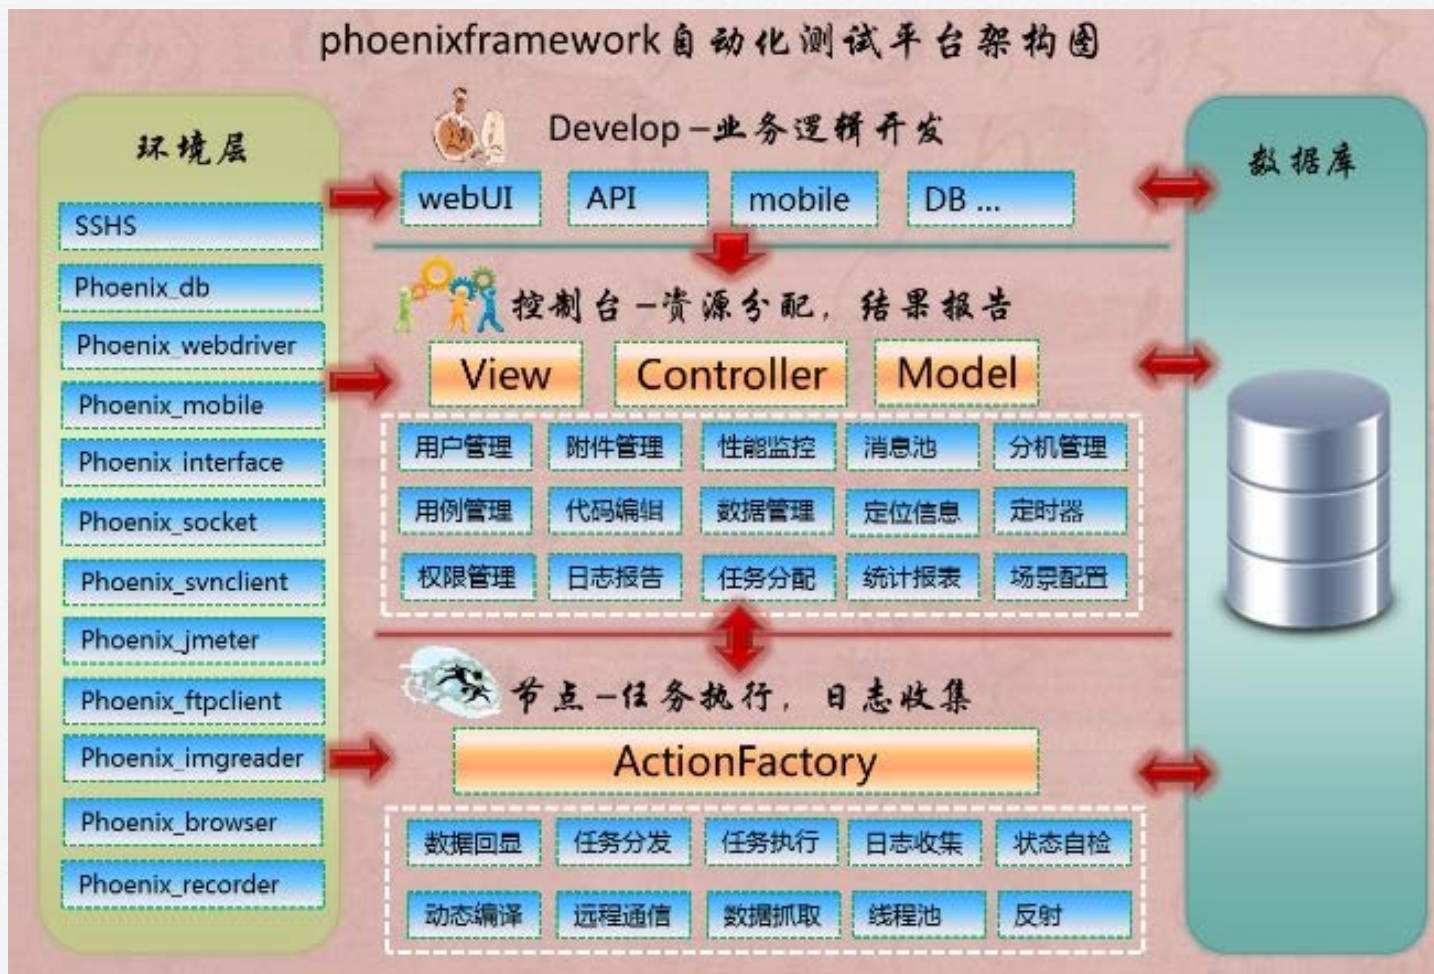 phoenixframework自动化测试平台架构图
环境层
SSHS
Phoenix_db
Phoenix_webdriver
Phoenix_mobile
Phoenix_interface
Phoenix_socket
Phoenix_svnclient
Phoenix_jmeter
Phoenix_ftpclient
Phoenix_imgreader
Phoenix_browser
Phoenix_recorder
Develop–业务逻辑开发
webUI
API
mobile
DB ...
控制台–资源分配，结果报告
View
Controller
Model
用户管理
附件管理
性能监控
消息池
分机管理
用例管理
代码编辑
数据管理
定位信息
定时器
权限管理
日志报告
任务分配
统计报表
场景配置
节点–任务执行，日志收集
ActionFactory
数据回显
任务分发
任务执行
日志收集
状态自检
动态编译
远程通信
数据抓取
线程池
反射
数据库